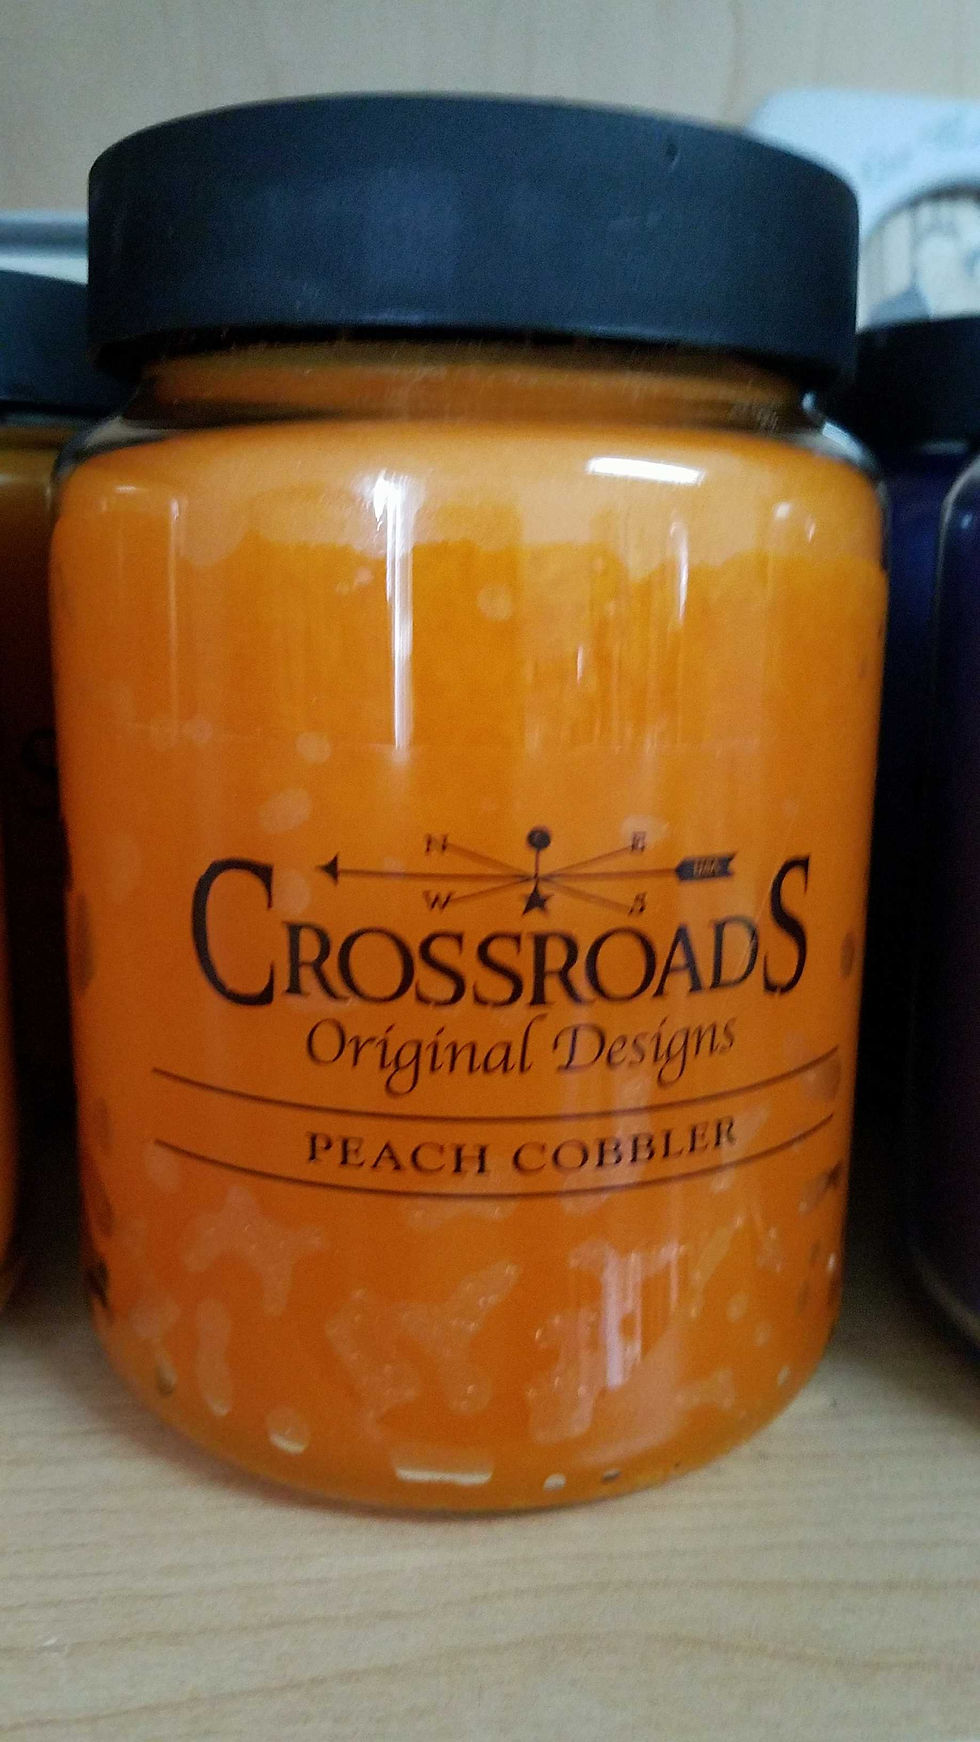 N E
W S
CROSSROADS
Original Designs
PEACH COBBLER